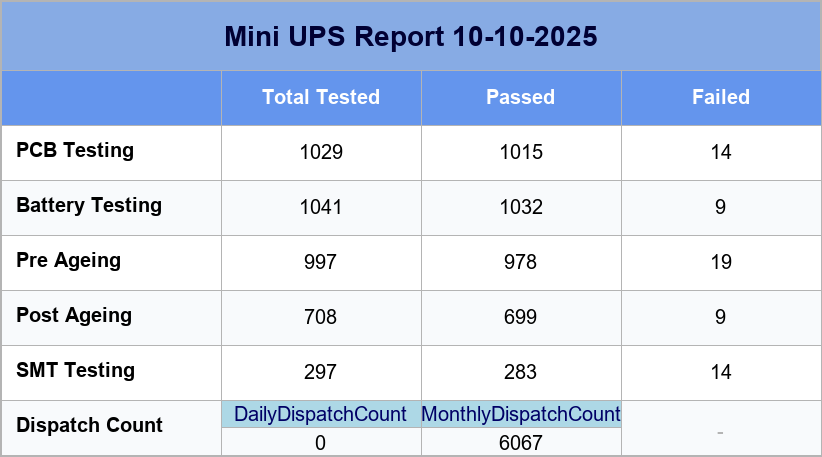 Mini UPS Report 10-10-2025
Total Tested Passed Failed
PCB Testing 1029 1015 14
Battery Testing 1041 1032 9
Pre Ageing 997 978 19
Post Ageing 708 699 9
SMT Testing 297 283 14
Dispatch Count DailyDispatchCount MonthlyDispatchCount -
0 6067